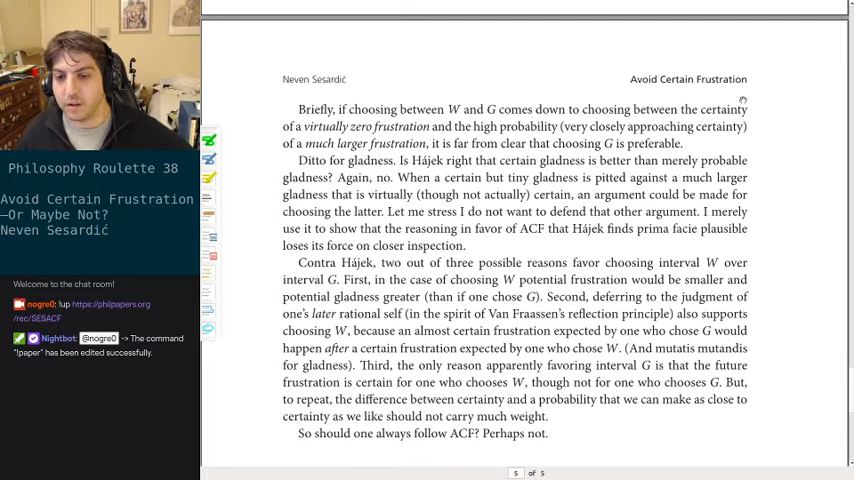 Neven Sesardić
Avoid Certain Frustration
Briefly, if choosing between W and G comes down to choosing between the certainty
of a virtually zero frustration and the high probability (very closely approaching certainty)
of a much larger frustration, it is far from clear that choosing G is preferable.
Ditto for gladness. Is Hájek right that certain gladness is better than merely probable
gladness? Again, no. When a certain but tiny gladness is pitted against a much larger
gladness that is virtually (though not actually) certain, an argument could be made for
choosing the latter. Let me stress I do not want to defend that other argument. I merely
use it to show that the reasoning in favor of ACF that Hájek finds prima facie plausible
loses its force on closer inspection.
Contra Hájek, two out of three possible reasons favor choosing interval W over
interval G. First, in the case of choosing W potential frustration would be smaller and
potential gladness greater (than if one chose G). Second, deferring to the judgment of
one's later rational self (in the spirit of Van Fraassen's reflection principle) also supports
choosing W, because an almost certain frustration expected by one who chose G would
happen after a certain frustration expected by one who chose W. (And mutatis mutandis
for gladness). Third, the only reason apparently favoring interval G is that the future
frustration is certain for one who chooses W, though not for one who chooses G. But,
to repeat, the difference between certainty and a probability that we can make as close to
certainty as we like should not carry much weight.
So should one always follow ACF? Perhaps not.
5 of 5
Philosophy Roulette 38
Avoid Certain Frustration
—Or Maybe Not?
Neven Sesardić
Welcome to the chat room!
nogre0: !up https://philpapers.org
/rec/SESACF
Nightbot: @nogre0 -> The command
"!paper" has been edited successfully.